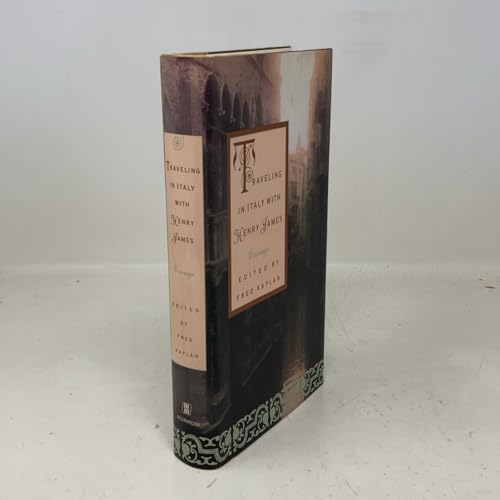 TRAVELING
IN ITALY WITH
HENRY
JAMES
Essays
EDITED
BY
FRED
KAPLAN
MORROW
TRAVELING
IN ITALY WITH
HENRY JAMES
Essays
EDITED BY
FRED KAPLAN